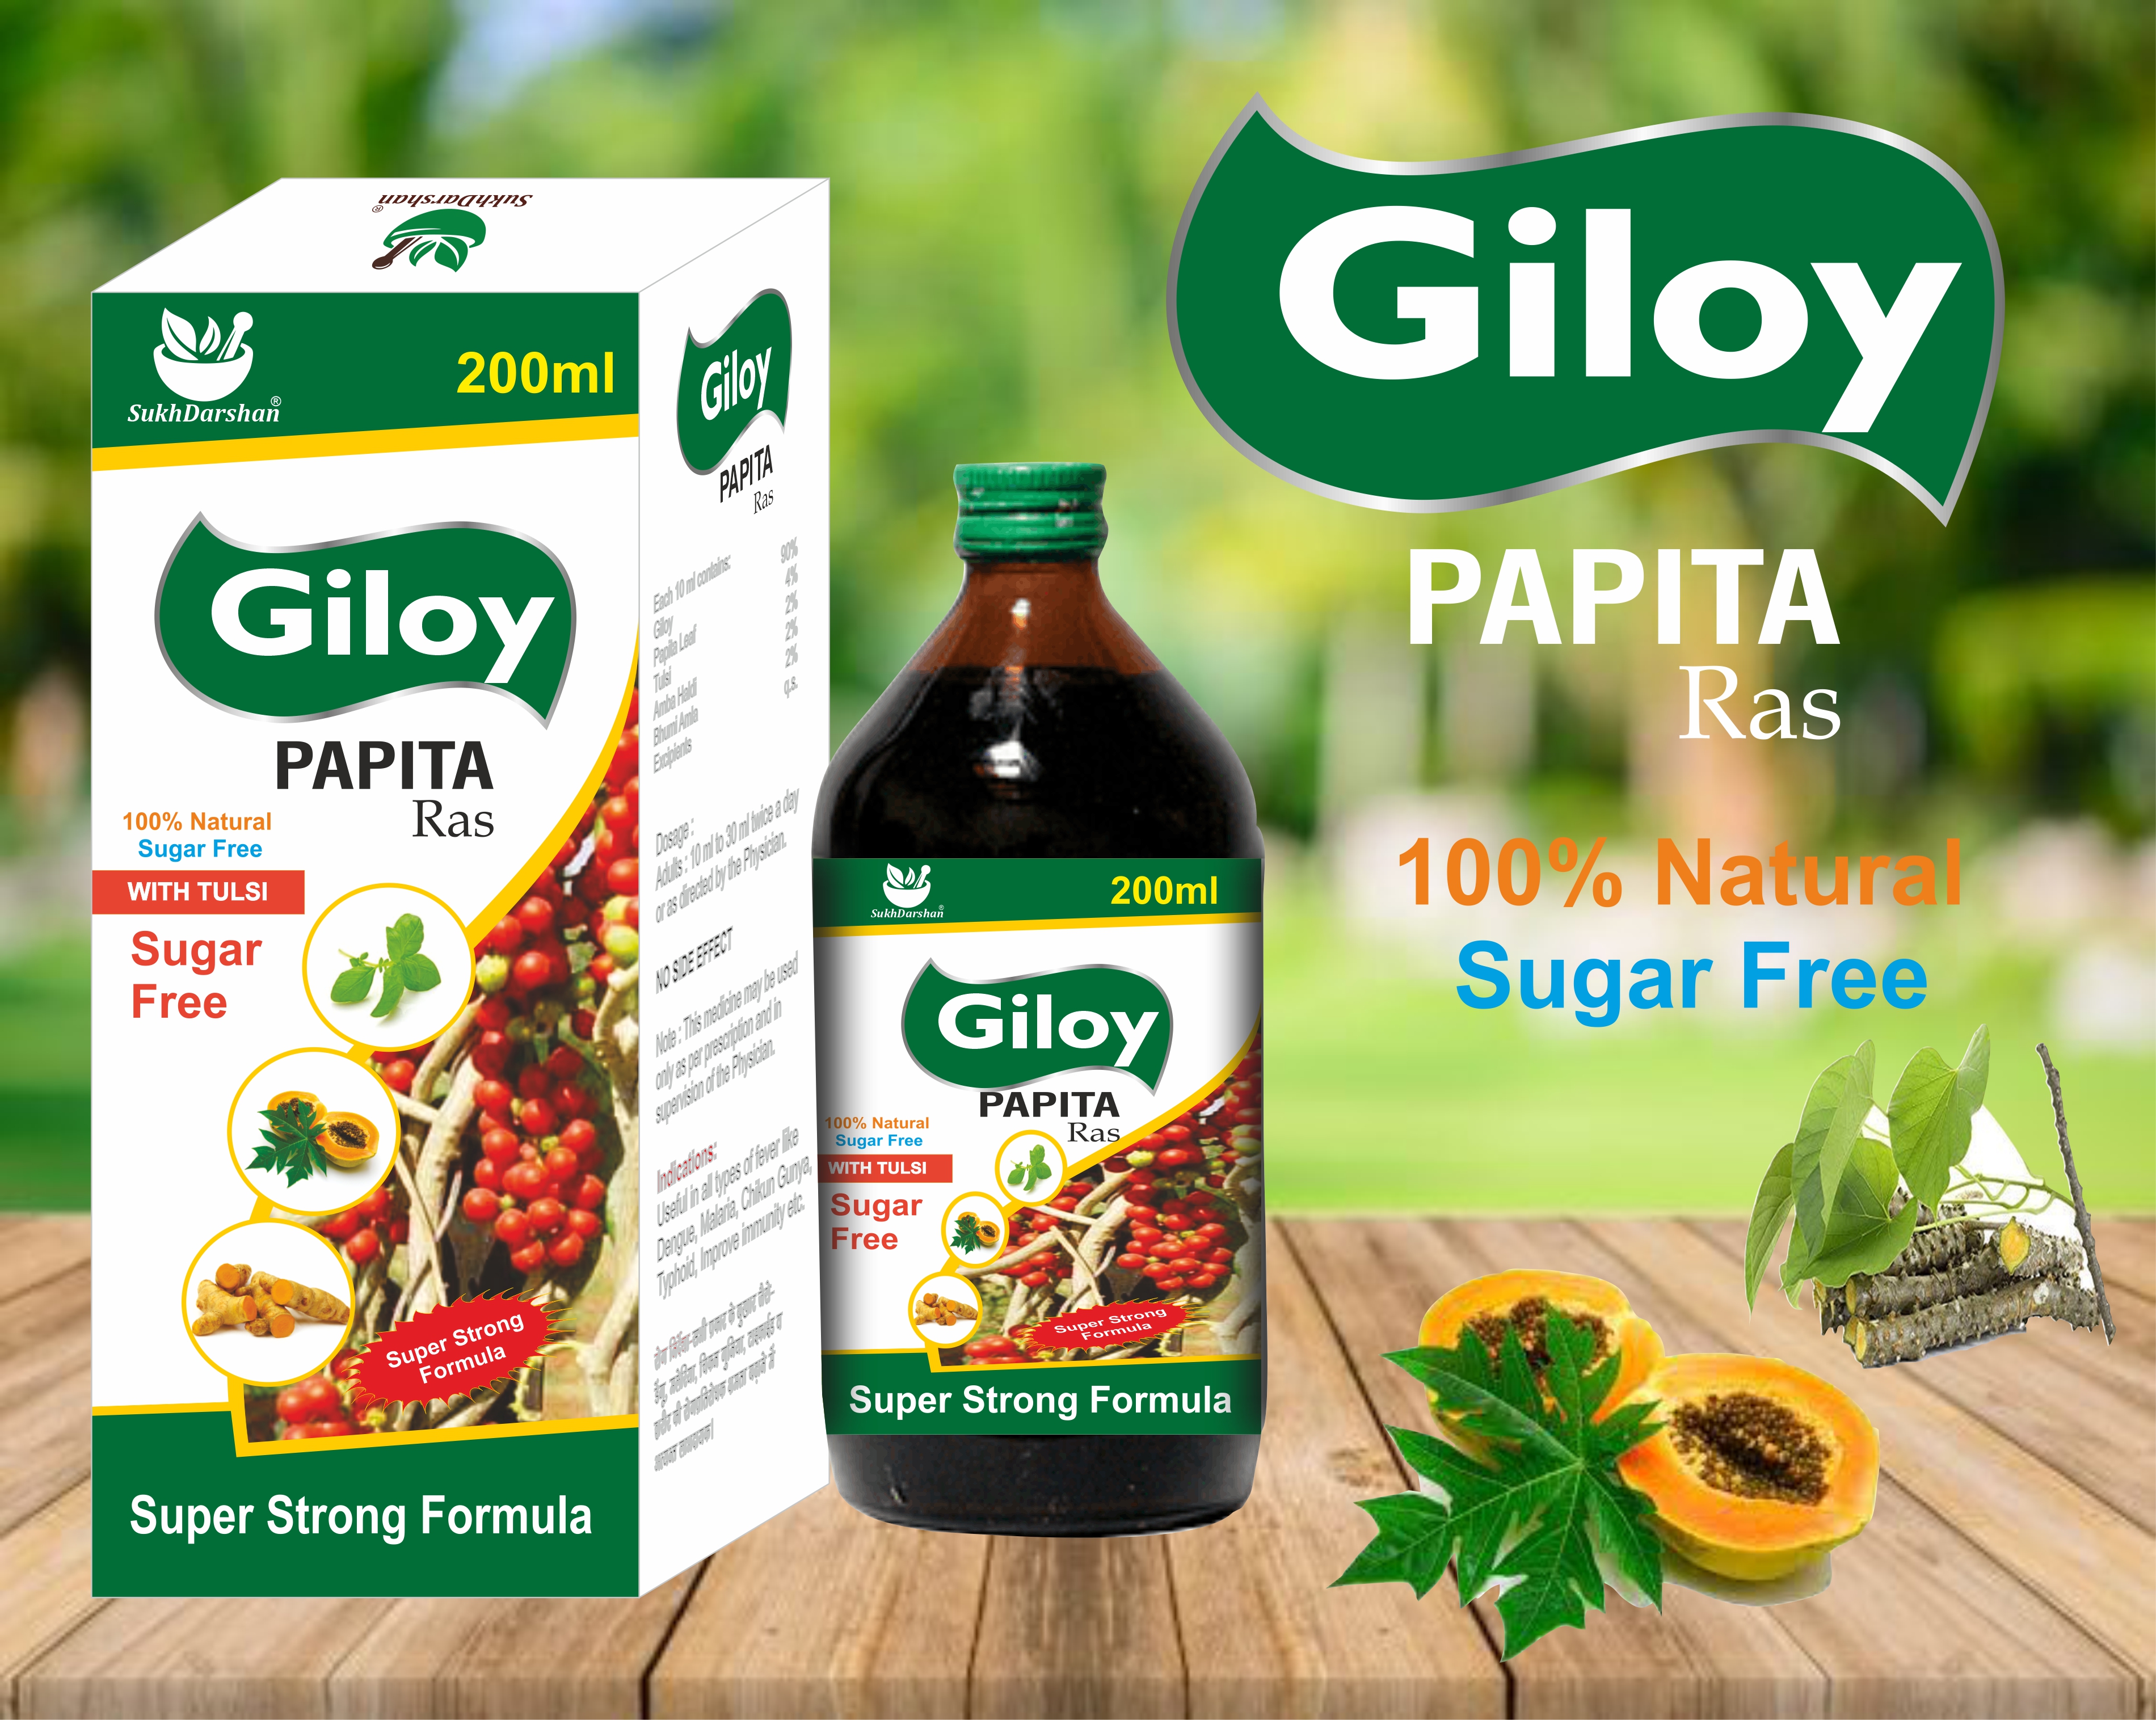 SukhDarshan®
SukhDarshan®
200ml
Giloy
PAPITA
Ras
100% Natural
Sugar Free
WITH TULSI
Sugar
Free
Super Strong
Formula
Super Strong Formula
Giloy
PAPITA
Ras
Each 10 ml contains:
Giloy 90%
Papita Leaf 4%
Tulsi 2%
Amba Haldi 2%
Bhumi Amla 2%
Excipients q.s.
Dosage :
Adults : 10 ml to 30 ml twice a day
or as directed by the Physician.
NO SIDE EFFECT
Note : This medicine may be used
only as per prescription and in
supervision of the Physician.
Indications:
Useful in all types of fever like
Dengue, Malaria, Chikun Gunya,
Typhoid, Improve immunity etc.
SukhDarshan®
200ml
Giloy
PAPITA
Ras
100% Natural
Sugar Free
WITH TULSI
Sugar
Free
Super Strong
Formula
Super Strong Formula
Giloy
PAPITA
Ras
100% Natural
Sugar Free